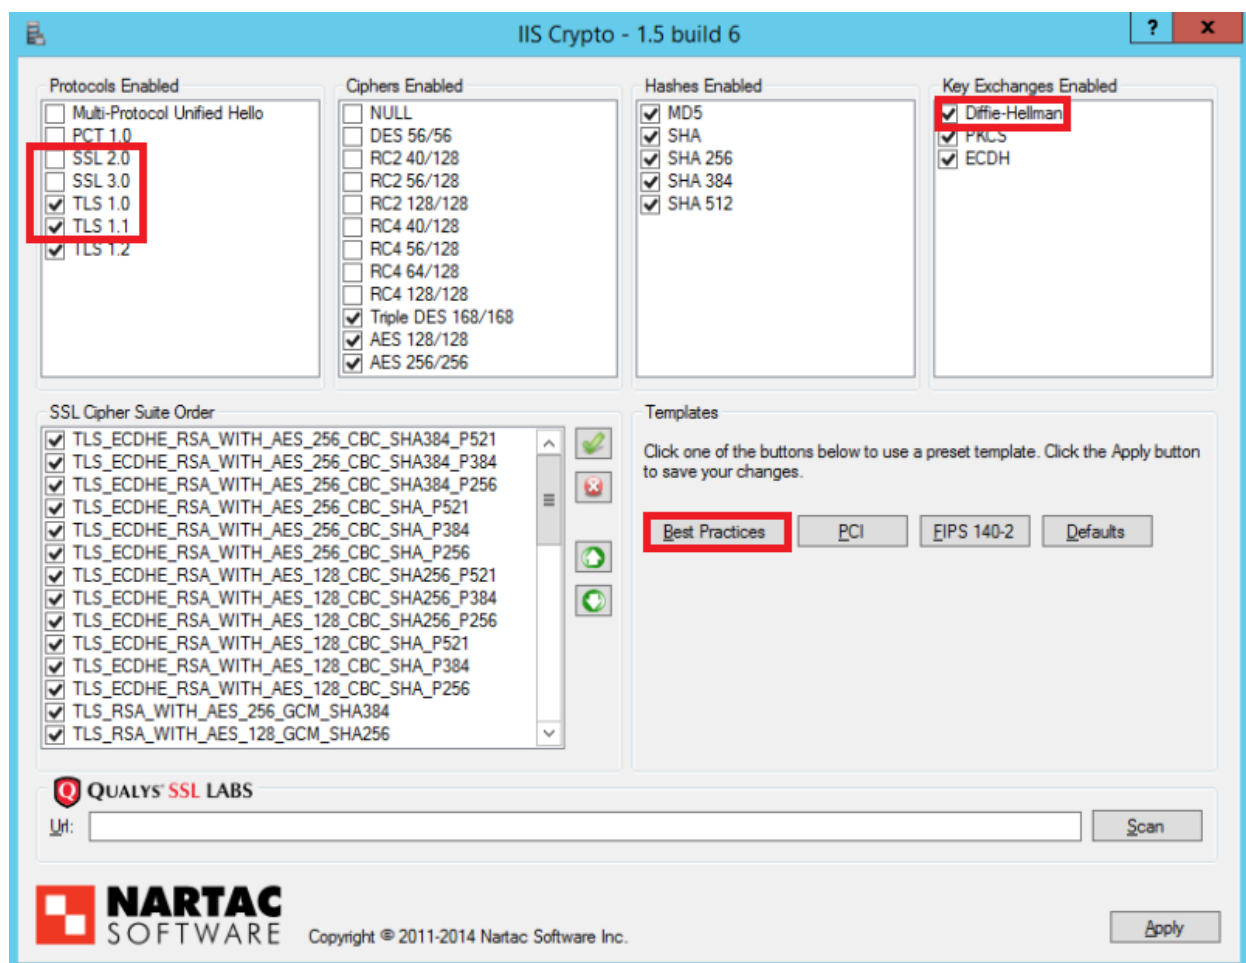 IIS Crypto - 1.5 build 6
?
x
Protocols Enabled
Multi-Protocol Unified Hello
PCT 1.0
SSL 2.0
SSL 3.0
TLS 1.0
TLS 1.1
TLS 1.2
Ciphers Enabled
NULL
DES 56/56
RC2 40/128
RC2 56/128
RC2 128/128
RC4 40/128
RC4 56/128
RC4 64/128
RC4 128/128
Triple DES 168/168
AES 128/128
AES 256/256
Hashes Enabled
MD5
SHA
SHA 256
SHA 384
SHA 512
Key Exchanges Enabled
Diffie-Hellman
PKCS
ECDH
SSL Cipher Suite Order
TLS_ECDHE_RSA_WITH_AES_256_CBC_SHA384_P521
TLS_ECDHE_RSA_WITH_AES_256_CBC_SHA384_P384
TLS_ECDHE_RSA_WITH_AES_256_CBC_SHA384_P256
TLS_ECDHE_RSA_WITH_AES_256_CBC_SHA_P521
TLS_ECDHE_RSA_WITH_AES_256_CBC_SHA_P384
TLS_ECDHE_RSA_WITH_AES_256_CBC_SHA_P256
TLS_ECDHE_RSA_WITH_AES_128_CBC_SHA256_P521
TLS_ECDHE_RSA_WITH_AES_128_CBC_SHA256_P384
TLS_ECDHE_RSA_WITH_AES_128_CBC_SHA256_P256
TLS_ECDHE_RSA_WITH_AES_128_CBC_SHA_P521
TLS_ECDHE_RSA_WITH_AES_128_CBC_SHA_P384
TLS_ECDHE_RSA_WITH_AES_128_CBC_SHA_P256
TLS_RSA_WITH_AES_256_GCM_SHA384
TLS_RSA_WITH_AES_128_GCM_SHA256
Templates
Click one of the buttons below to use a preset template. Click the Apply button
to save your changes.
Best Practices
PCI
FIPS 140-2
Defaults
QUALYS' SSL LABS
Url:
Scan
NARTAC
SOFTWARE
Copyright © 2011-2014 Nartac Software Inc.
Apply